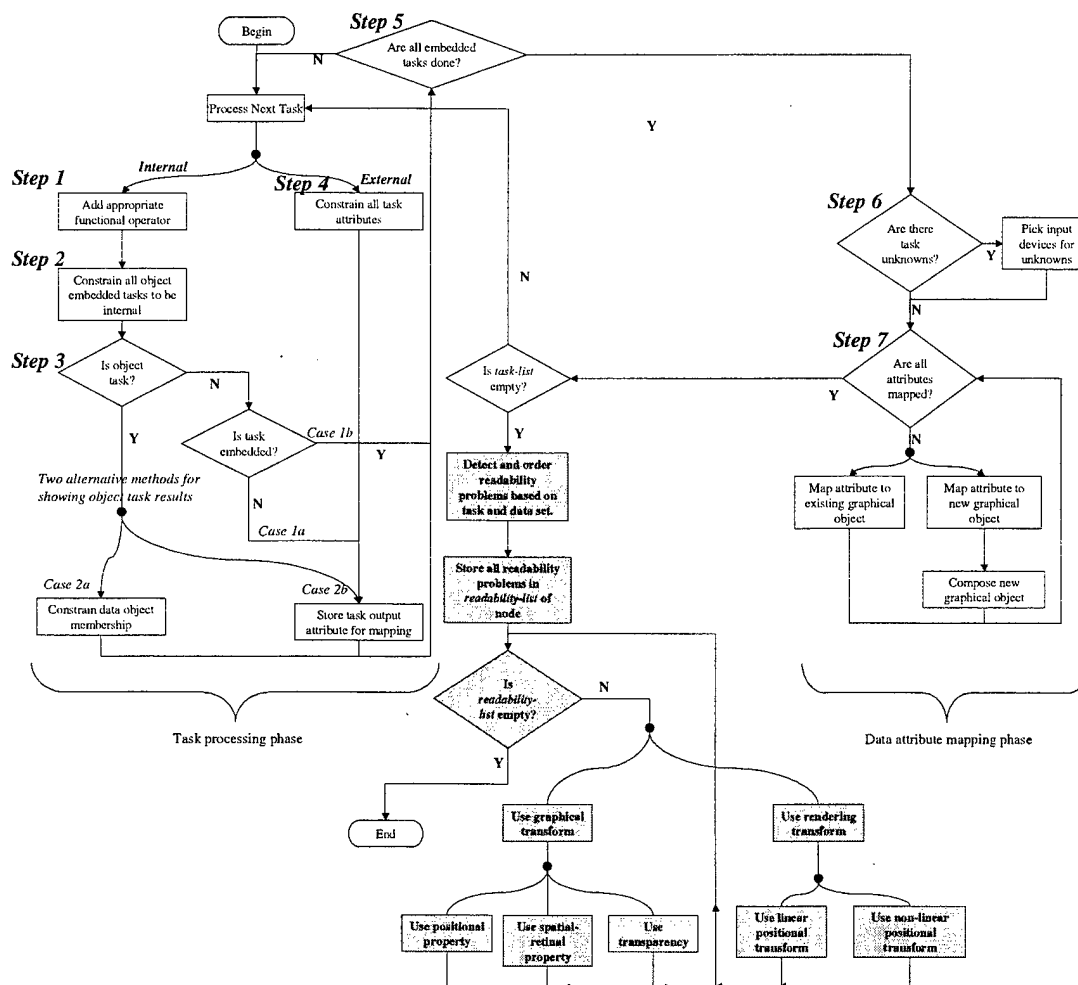 Step 5
Begin
Are all embedded
tasks done?
N
Process Next Task
Y
Internal
External
Step 1
Step 4
Add appropriate
functional operator
Constrain all task
attributes
Step 6
Are there
task
unknowns?
Y
Pick input
devices for
unknowns
Step 2
Constrain all object
embedded tasks to be
internal
N
N
Step 7
Step 3
Is object
task?
N
Is task-list
empty?
Y
Are all
attributes
mapped?
Y
Is task
embedded?
Case 1b
Y
Y
N
Two alternative methods for
showing object task results
N
Case 1a
Detect and order
readability
problems based on
task and data set.
Map attribute to
existing graphical
object
Map attribute to
new graphical
object
Case 2a
Case 2b
Store all readability
problems in
readability-list of
node
Compose new
graphical object
Constrain data object
membership
Store task output
attribute for mapping
Is
readability-
list empty?
N
Task processing phase
Data attribute mapping phase
Y
End
Use graphical
transform
Use rendering
transform
Use positional
property
Use spatial-
retinal
property
Use
transparency
Use linear
positional
transform
Use non-linear
positional
transform